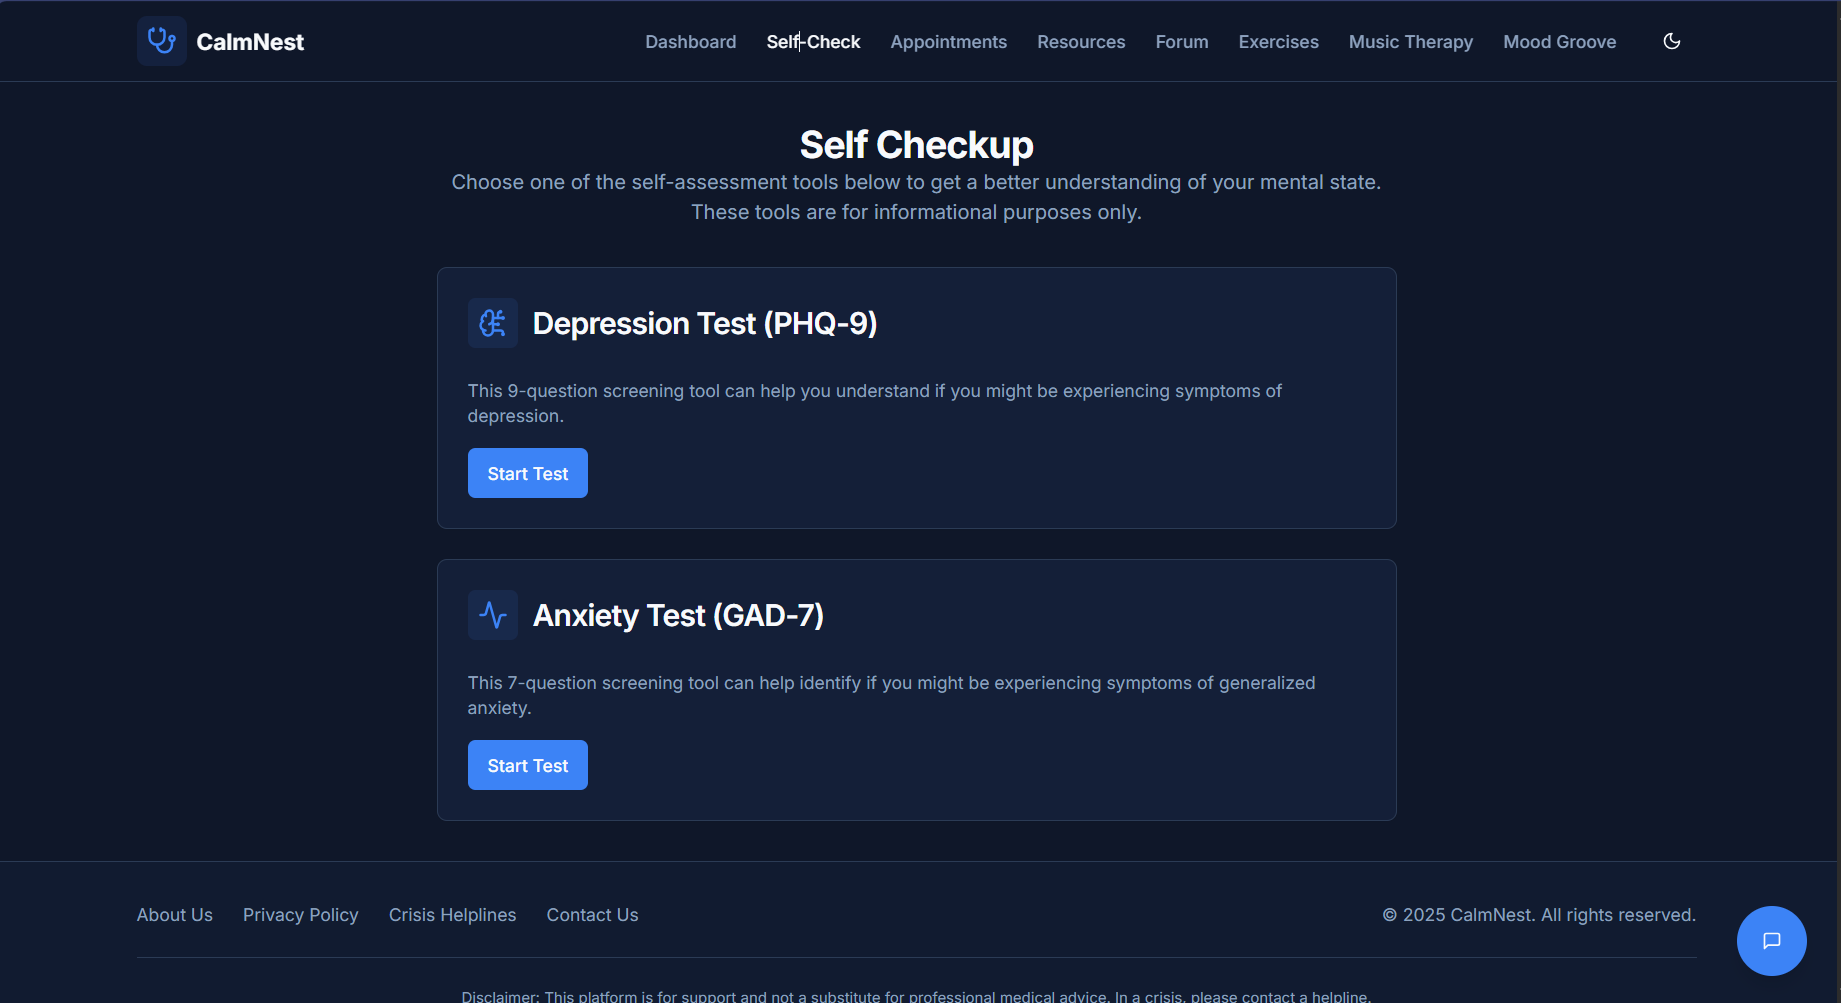 CalmNest
Dashboard
Self-Check
Appointments
Resources
Forum
Exercises
Music Therapy
Mood Groove
Self Checkup
Choose one of the self-assessment tools below to get a better understanding of your mental state.
These tools are for informational purposes only.
Depression Test (PHQ-9)
This 9-question screening tool can help you understand if you might be experiencing symptoms of
depression.
Start Test
Anxiety Test (GAD-7)
This 7-question screening tool can help identify if you might be experiencing symptoms of generalized
anxiety.
Start Test
About Us
Privacy Policy
Crisis Helplines
Contact Us
© 2025 CalmNest. All rights reserved.
Disclaimer: This platform is for support and not a substitute for professional medical advice. In a crisis, please contact a helpline.